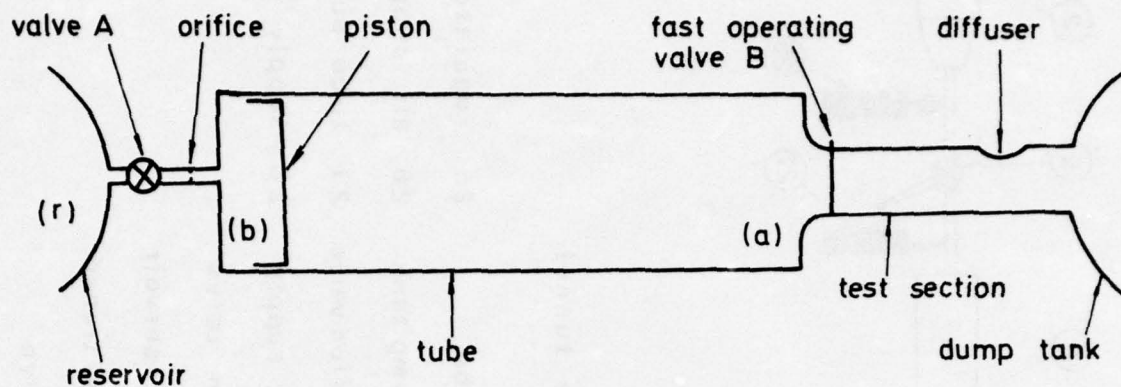 valve A
orifice
piston
fast operating
valve B
diffuser
(r)
(b)
(a)
test section
tube
reservoir
dump tank